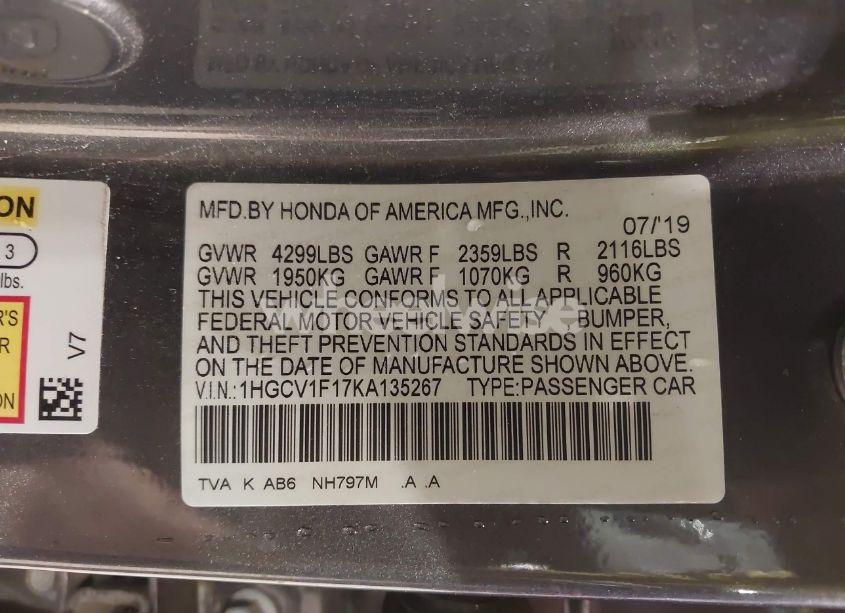 MFD.BY HONDA OF AMERICA MFG.,INC.
07/'19
GVWR 4299LBS GAWR F 2359LBS R 2116LBS
GVWR 1950KG GAWR F 1070KG R 960KG
THIS VEHICLE CONFORMS TO ALL APPLICABLE
FEDERAL MOTOR VEHICLE SAFETY, BUMPER,
AND THEFT PREVENTION STANDARDS IN EFFECT
ON THE DATE OF MANUFACTURE SHOWN ABOVE.
V.I.N.: 1HGCV1F17KA135267 TYPE:PASSENGER CAR
TVA K AB6 NH797M .A .A
ON
3
lbs.
R'S
R
ON
V7